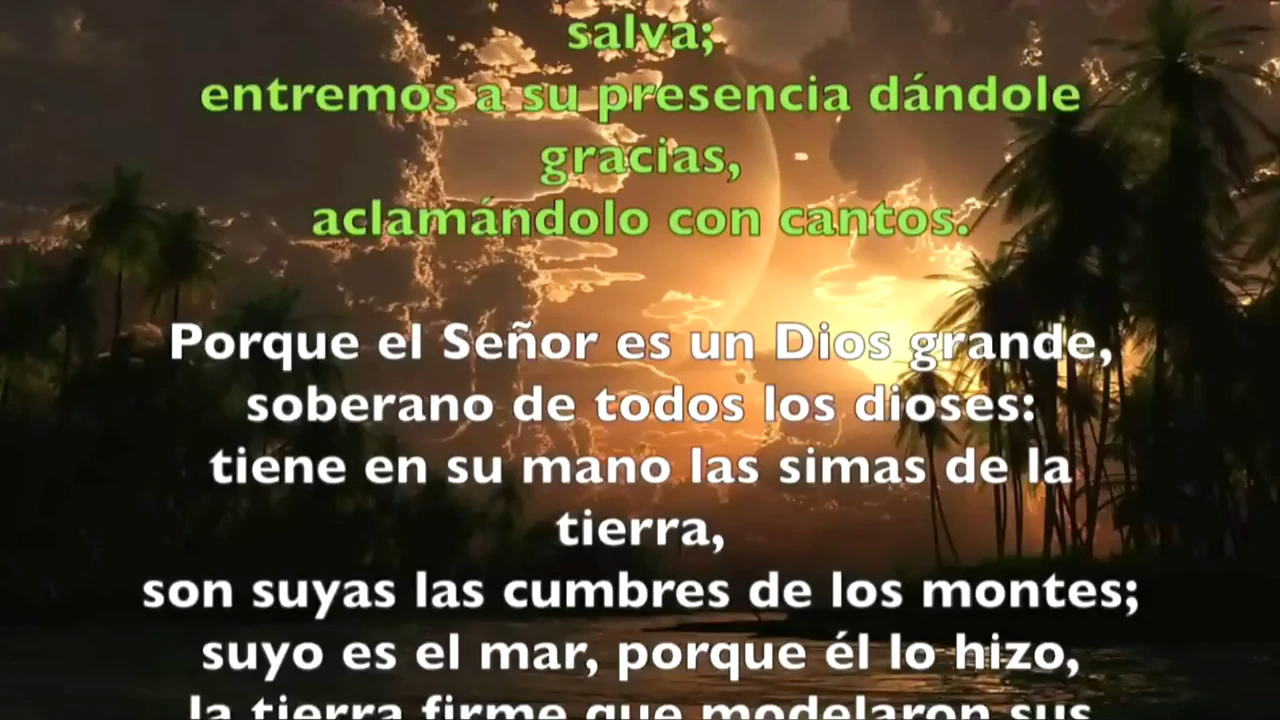 salva;
entremos a su presencia dándole
gracias,
aclamándolo con cantos.
Porque el Señor es un Dios grande,
soberano de todos los dioses:
tiene en su mano las simas de la
tierra,
son suyas las cumbres de los montes;
suyo es el mar, porque él lo hizo,
la tierra firme que modelaron sus